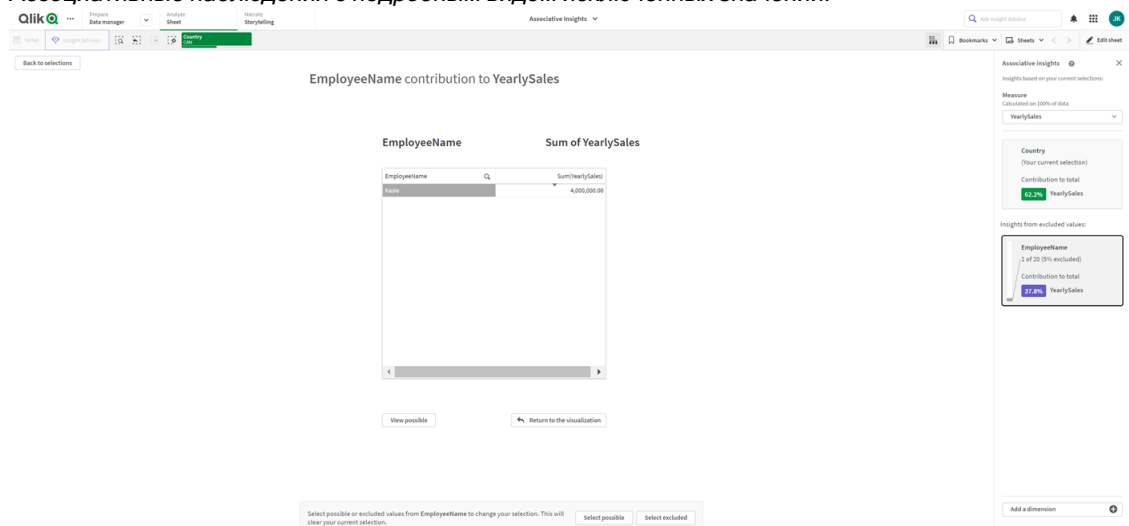 Ассоциативные наблюдения с подробным видом исключенных значений.
Qlik
Prepare
Data manager
Analyze
Sheet
Narrate
Storytelling
Associative Insights
Ask Insight Advisor
JK
Notes
Insight Advisor
Country
CAN
Bookmarks
Sheets
Edit sheet
Back to selections
EmployeeName contribution to YearlySales
EmployeeName
Sum of YearlySales
EmployeeName
Sum(YearlySales)
Kasie
4,000,000.00
View possible
Return to the visualization
Select possible or excluded values from EmployeeName to change your selection. This will
clear your current selection.
Select possible
Select excluded
Associative insights
Insights based on your current selections:
Measure
Calculated on 100% of data
YearlySales
Country
(Your current selection)
Contribution to total
62.2% YearlySales
Insights from excluded values:
EmployeeName
1 of 20 (5% excluded)
Contribution to total
37.8% YearlySales
Add a dimension